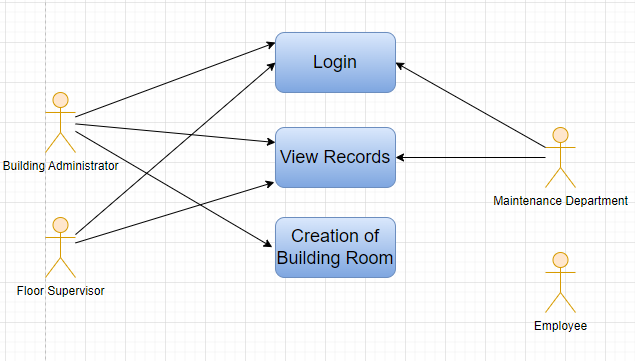 Login
Building Administrator
View Records
Maintenance Department
Creation of
Building Room
Floor Supervisor
Employee